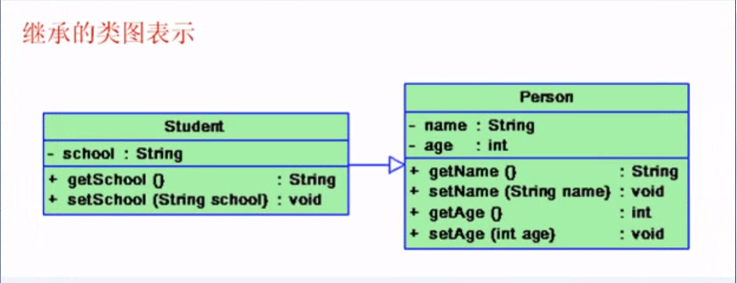 继承的类图表示
Student
- school : String
+ getSchool () : String
+ setSchool (String school) : void
Person
- name : String
- age : int
+ getName () : String
+ setName (String name) : void
+ getAge () : int
+ setAge (int age) : void